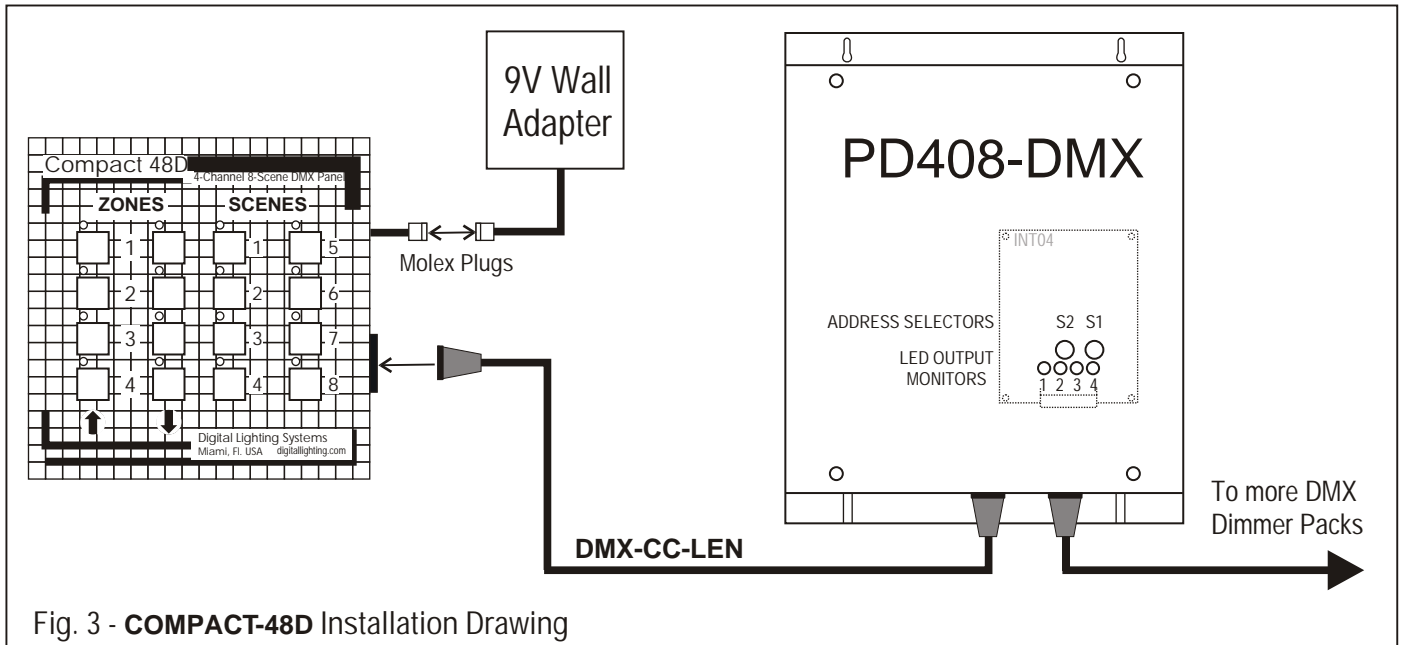 9V Wall
Adapter
Compact 48D
4-Channel 8-Scene DMX Panel
ZONES SCENES
1 1 5
2 2 6
3 3 7
4 4 8
Digital Lighting Systems
Miami, Fl. USA digitallighting.com
Molex Plugs
DMX-CC-LEN
PD408-DMX
INT04
ADDRESS SELECTORS S2 S1
LED OUTPUT
MONITORS
1 2 3 4
To more DMX
Dimmer Packs
Fig. 3 - COMPACT-48D Installation Drawing